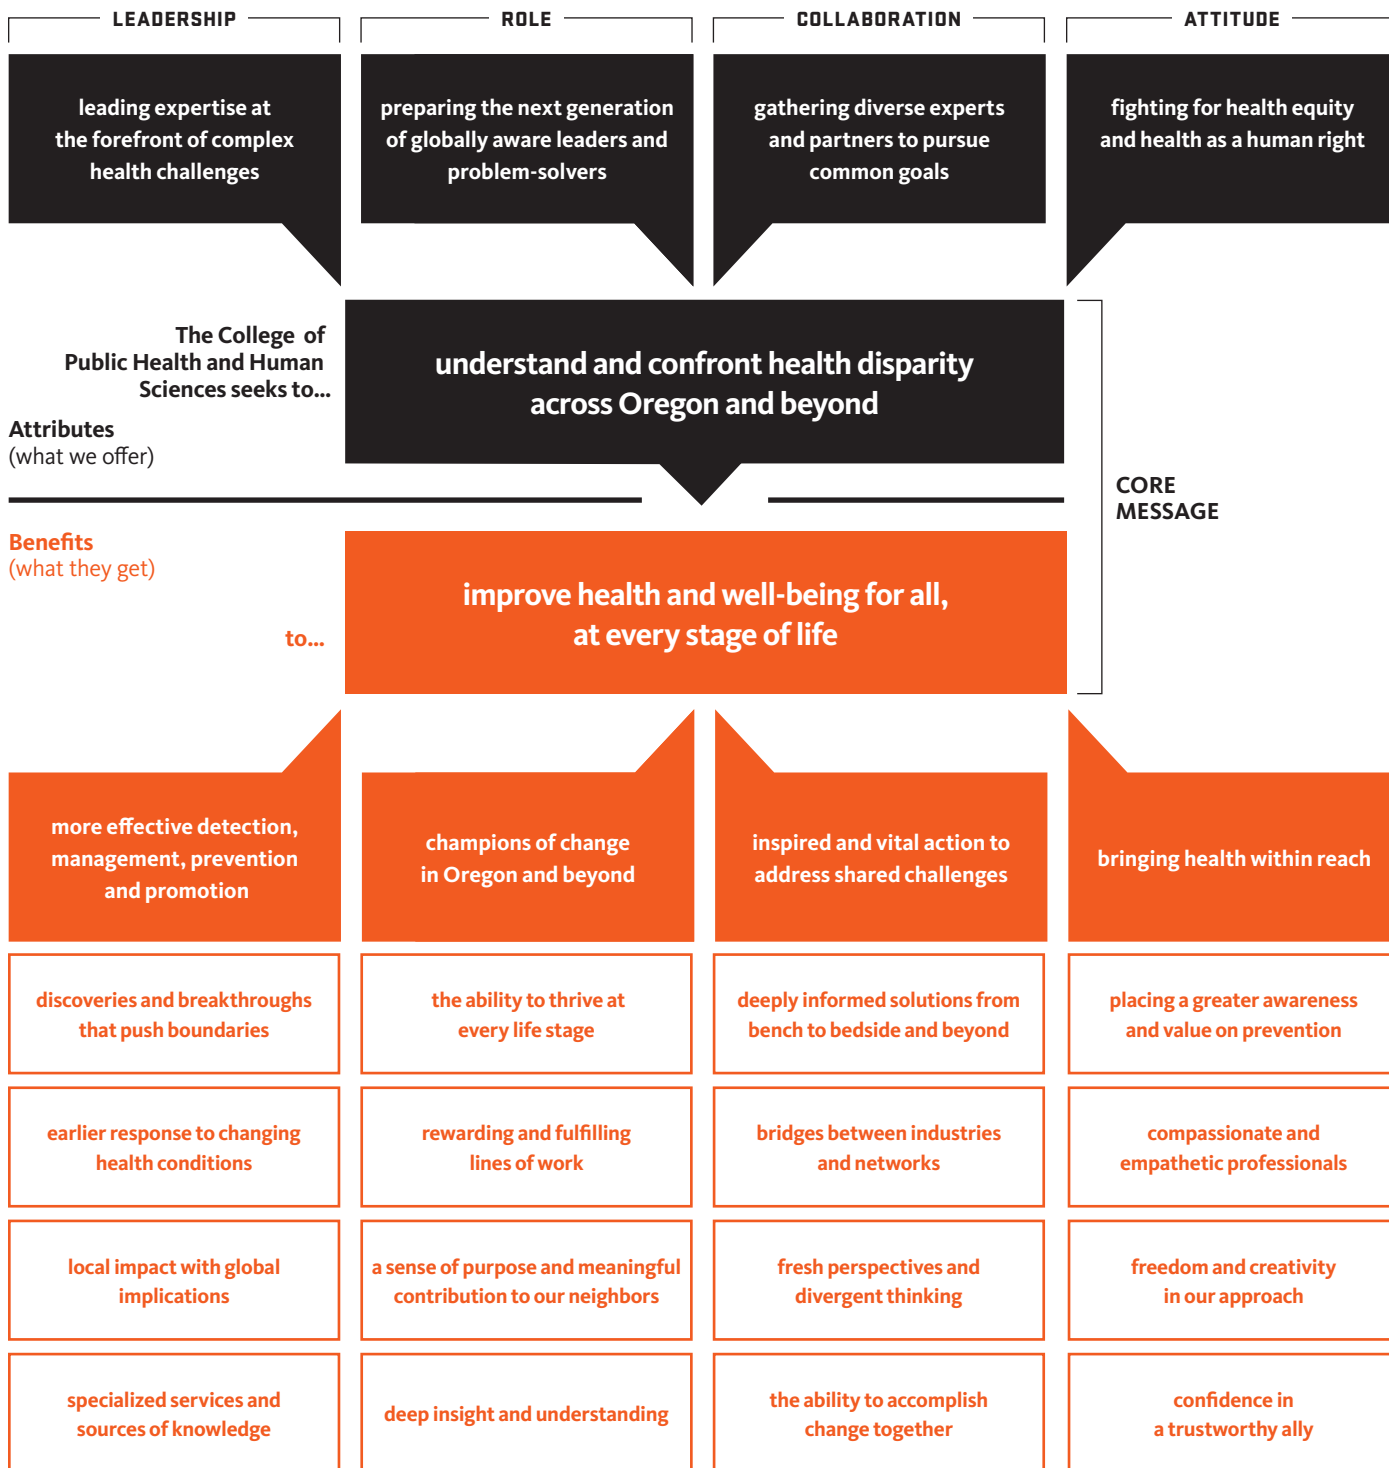 LEADERSHIP
ROLE
COLLABORATION
ATTITUDE
leading expertise at
the forefront of complex
health challenges
preparing the next generation
of globally aware leaders and
problem-solvers
gathering diverse experts
and partners to pursue
common goals
fighting for health equity
and health as a human right
The College of
Public Health and Human
Sciences seeks to...
understand and confront health disparity
across Oregon and beyond
Attributes
(what we offer)
CORE
MESSAGE
Benefits
(what they get)
to...
improve health and well-being for all,
at every stage of life
more effective detection,
management, prevention
and promotion
champions of change
in Oregon and beyond
inspired and vital action to
address shared challenges
bringing health within reach
discoveries and breakthroughs
that push boundaries
the ability to thrive at
every life stage
deeply informed solutions from
bench to bedside and beyond
placing a greater awareness
and value on prevention
earlier response to changing
health conditions
rewarding and fulfilling
lines of work
bridges between industries
and networks
compassionate and
empathetic professionals
local impact with global
implications
a sense of purpose and meaningful
contribution to our neighbors
fresh perspectives and
divergent thinking
freedom and creativity
in our approach
specialized services and
sources of knowledge
deep insight and understanding
the ability to accomplish
change together
confidence in
a trustworthy ally